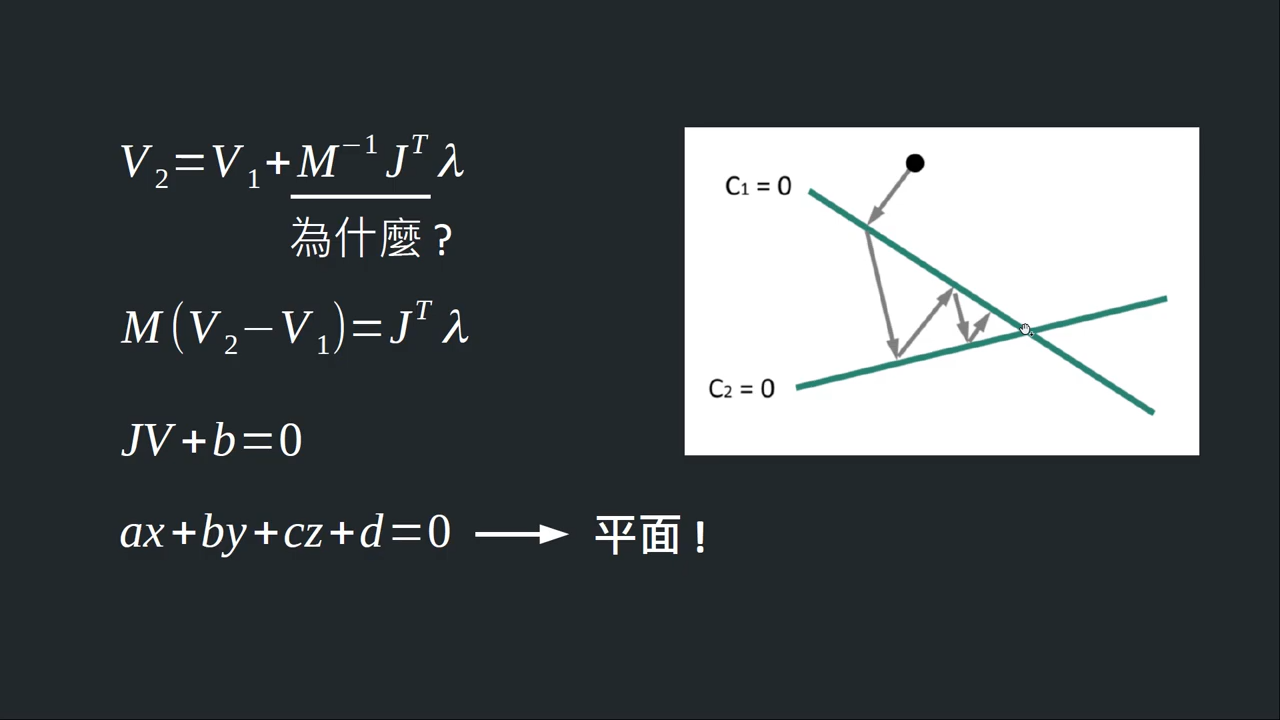 V₂=V₁+M⁻¹Jᵀλ
為什麼?
M(V₂−V₁)=Jᵀλ
JV+b=0
ax+by+cz+d=0 → 平面!
C₁ = 0
C₂ = 0